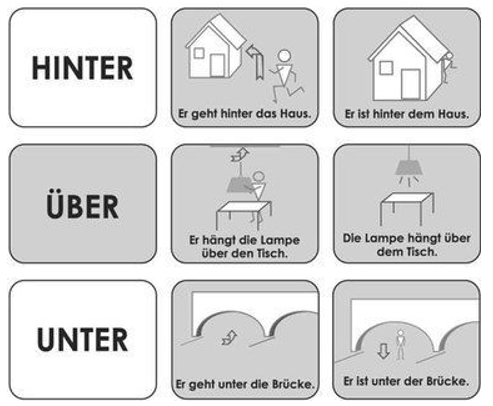 HINTER
Er geht hinter das Haus.
Er ist hinter dem Haus.
ÜBER
Er hängt die Lampe
über den Tisch.
Die Lampe hängt über
dem Tisch.
UNTER
Er geht unter die Brücke.
Er ist unter der Brücke.